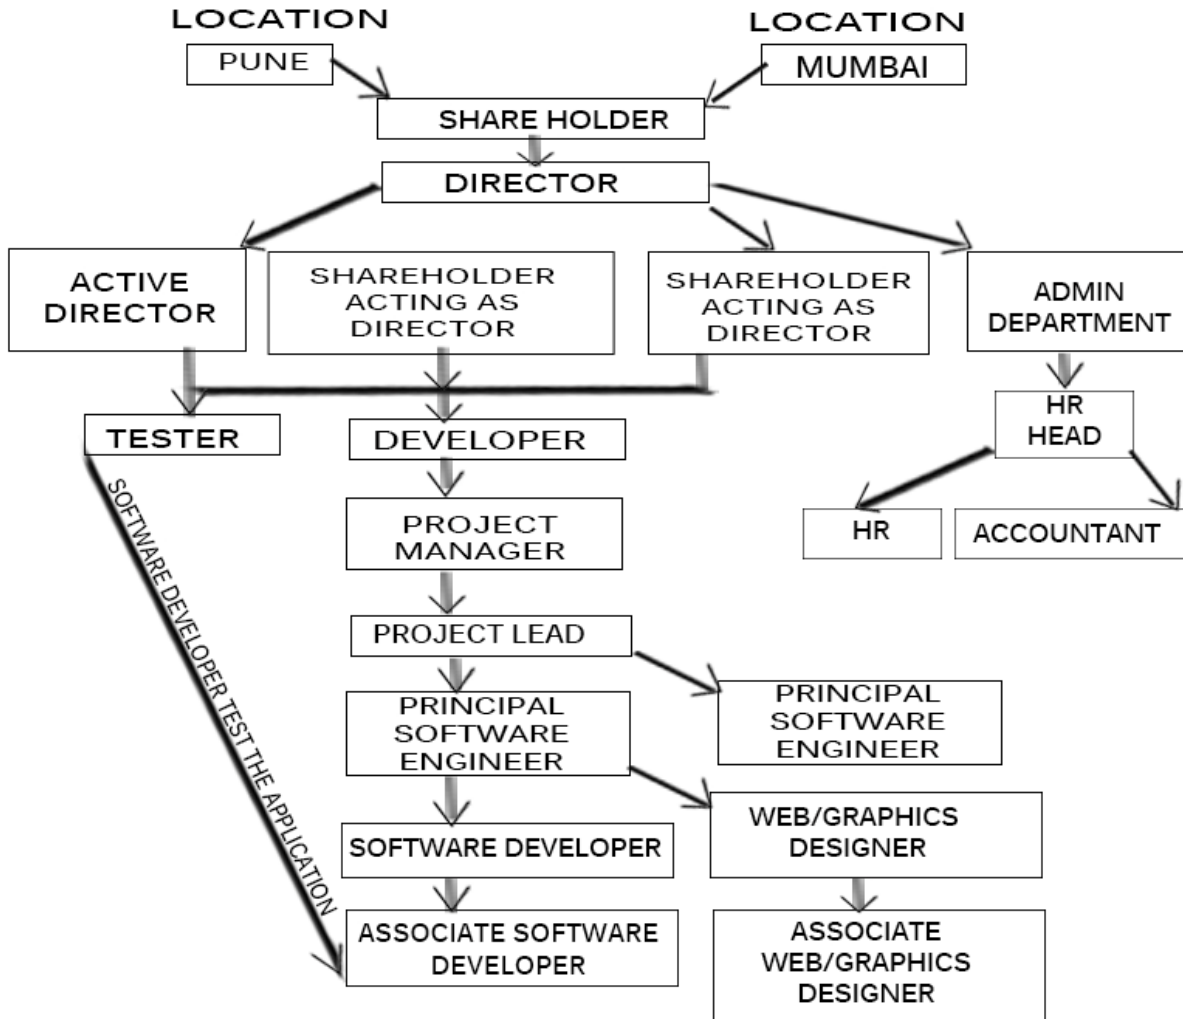 LOCATION
LOCATION
PUNE
MUMBAI
SHARE HOLDER
DIRECTOR
ACTIVE
DIRECTOR
SHAREHOLDER
ACTING AS
DIRECTOR
SHAREHOLDER
ACTING AS
DIRECTOR
ADMIN
DEPARTMENT
TESTER
DEVELOPER
HR
HEAD
HR
ACCOUNTANT
SOFTWARE DEVELOPER TEST THE APPLICATION
PROJECT
MANAGER
PROJECT LEAD
PRINCIPAL
SOFTWARE
ENGINEER
PRINCIPAL
SOFTWARE
ENGINEER
SOFTWARE DEVELOPER
WEB/GRAPHICS
DESIGNER
ASSOCIATE SOFTWARE
DEVELOPER
ASSOCIATE
WEB/GRAPHICS
DESIGNER